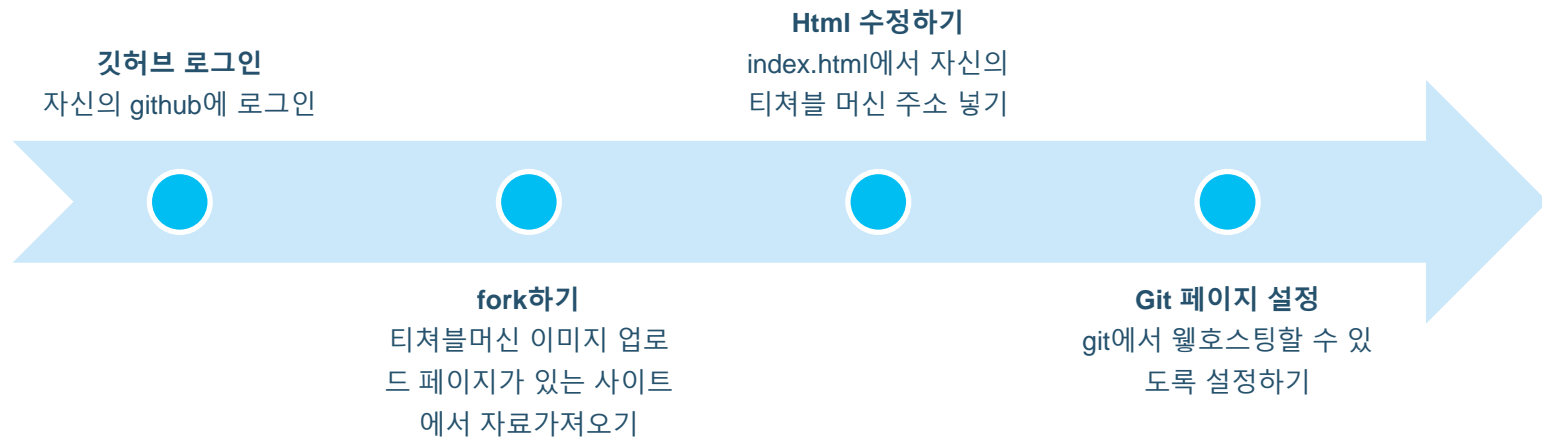 깃허브 로그인
자신의 github에 로그인
fork하기
티쳐블머신 이미지 업로
드 페이지가 있는 사이트
에서 자료가져오기
Html 수정하기
index.html에서 자신의
티쳐블 머신 주소 넣기
Git 페이지 설정
git에서 웽호스팅할 수 있
도록 설정하기